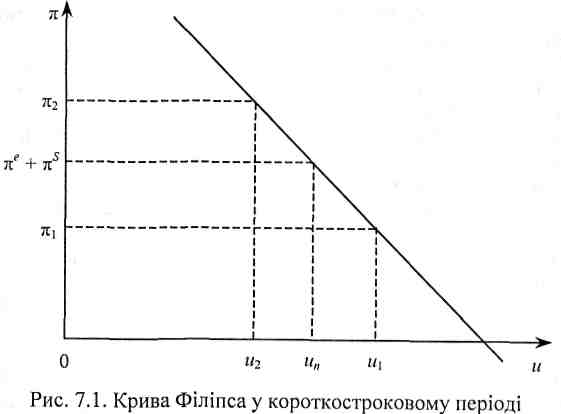 π
π₂
πᵉ + πˢ
π₁
0
u₂
uₙ
u₁
u
Рис. 7.1. Крива Філіпса у короткостроковому періоді